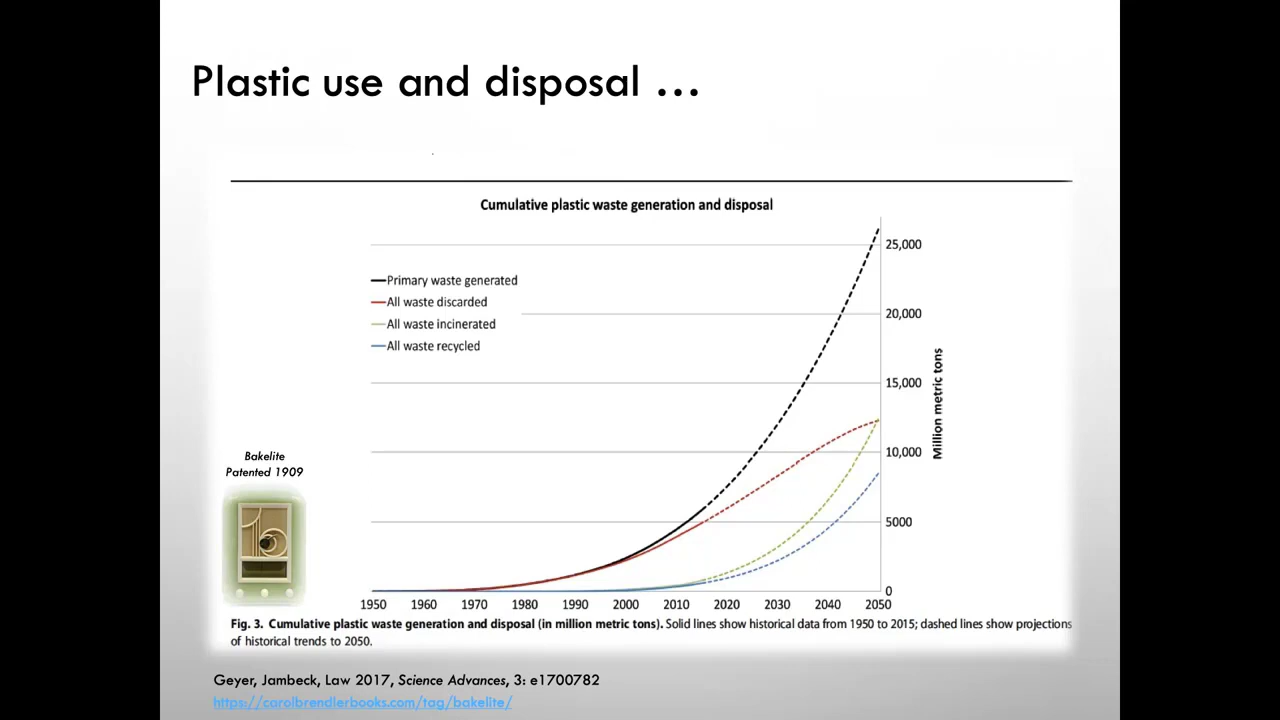 Plastic use and disposal …
Cumulative plastic waste generation and disposal
Primary waste generated
All waste discarded
All waste incinerated
All waste recycled
25,000
20,000
15,000
10,000
5000
0
Million metric tons
1950 1960 1970 1980 1990 2000 2010 2020 2030 2040 2050
Bakelite
Patented 1909
Fig. 3. Cumulative plastic waste generation and disposal (in million metric tons). Solid lines show historical data from 1950 to 2015; dashed lines show projections
of historical trends to 2050.
Geyer, Jambeck, Law 2017, Science Advances, 3: e1700782
https://carolbrendlerbooks.com/tag/bakelite/